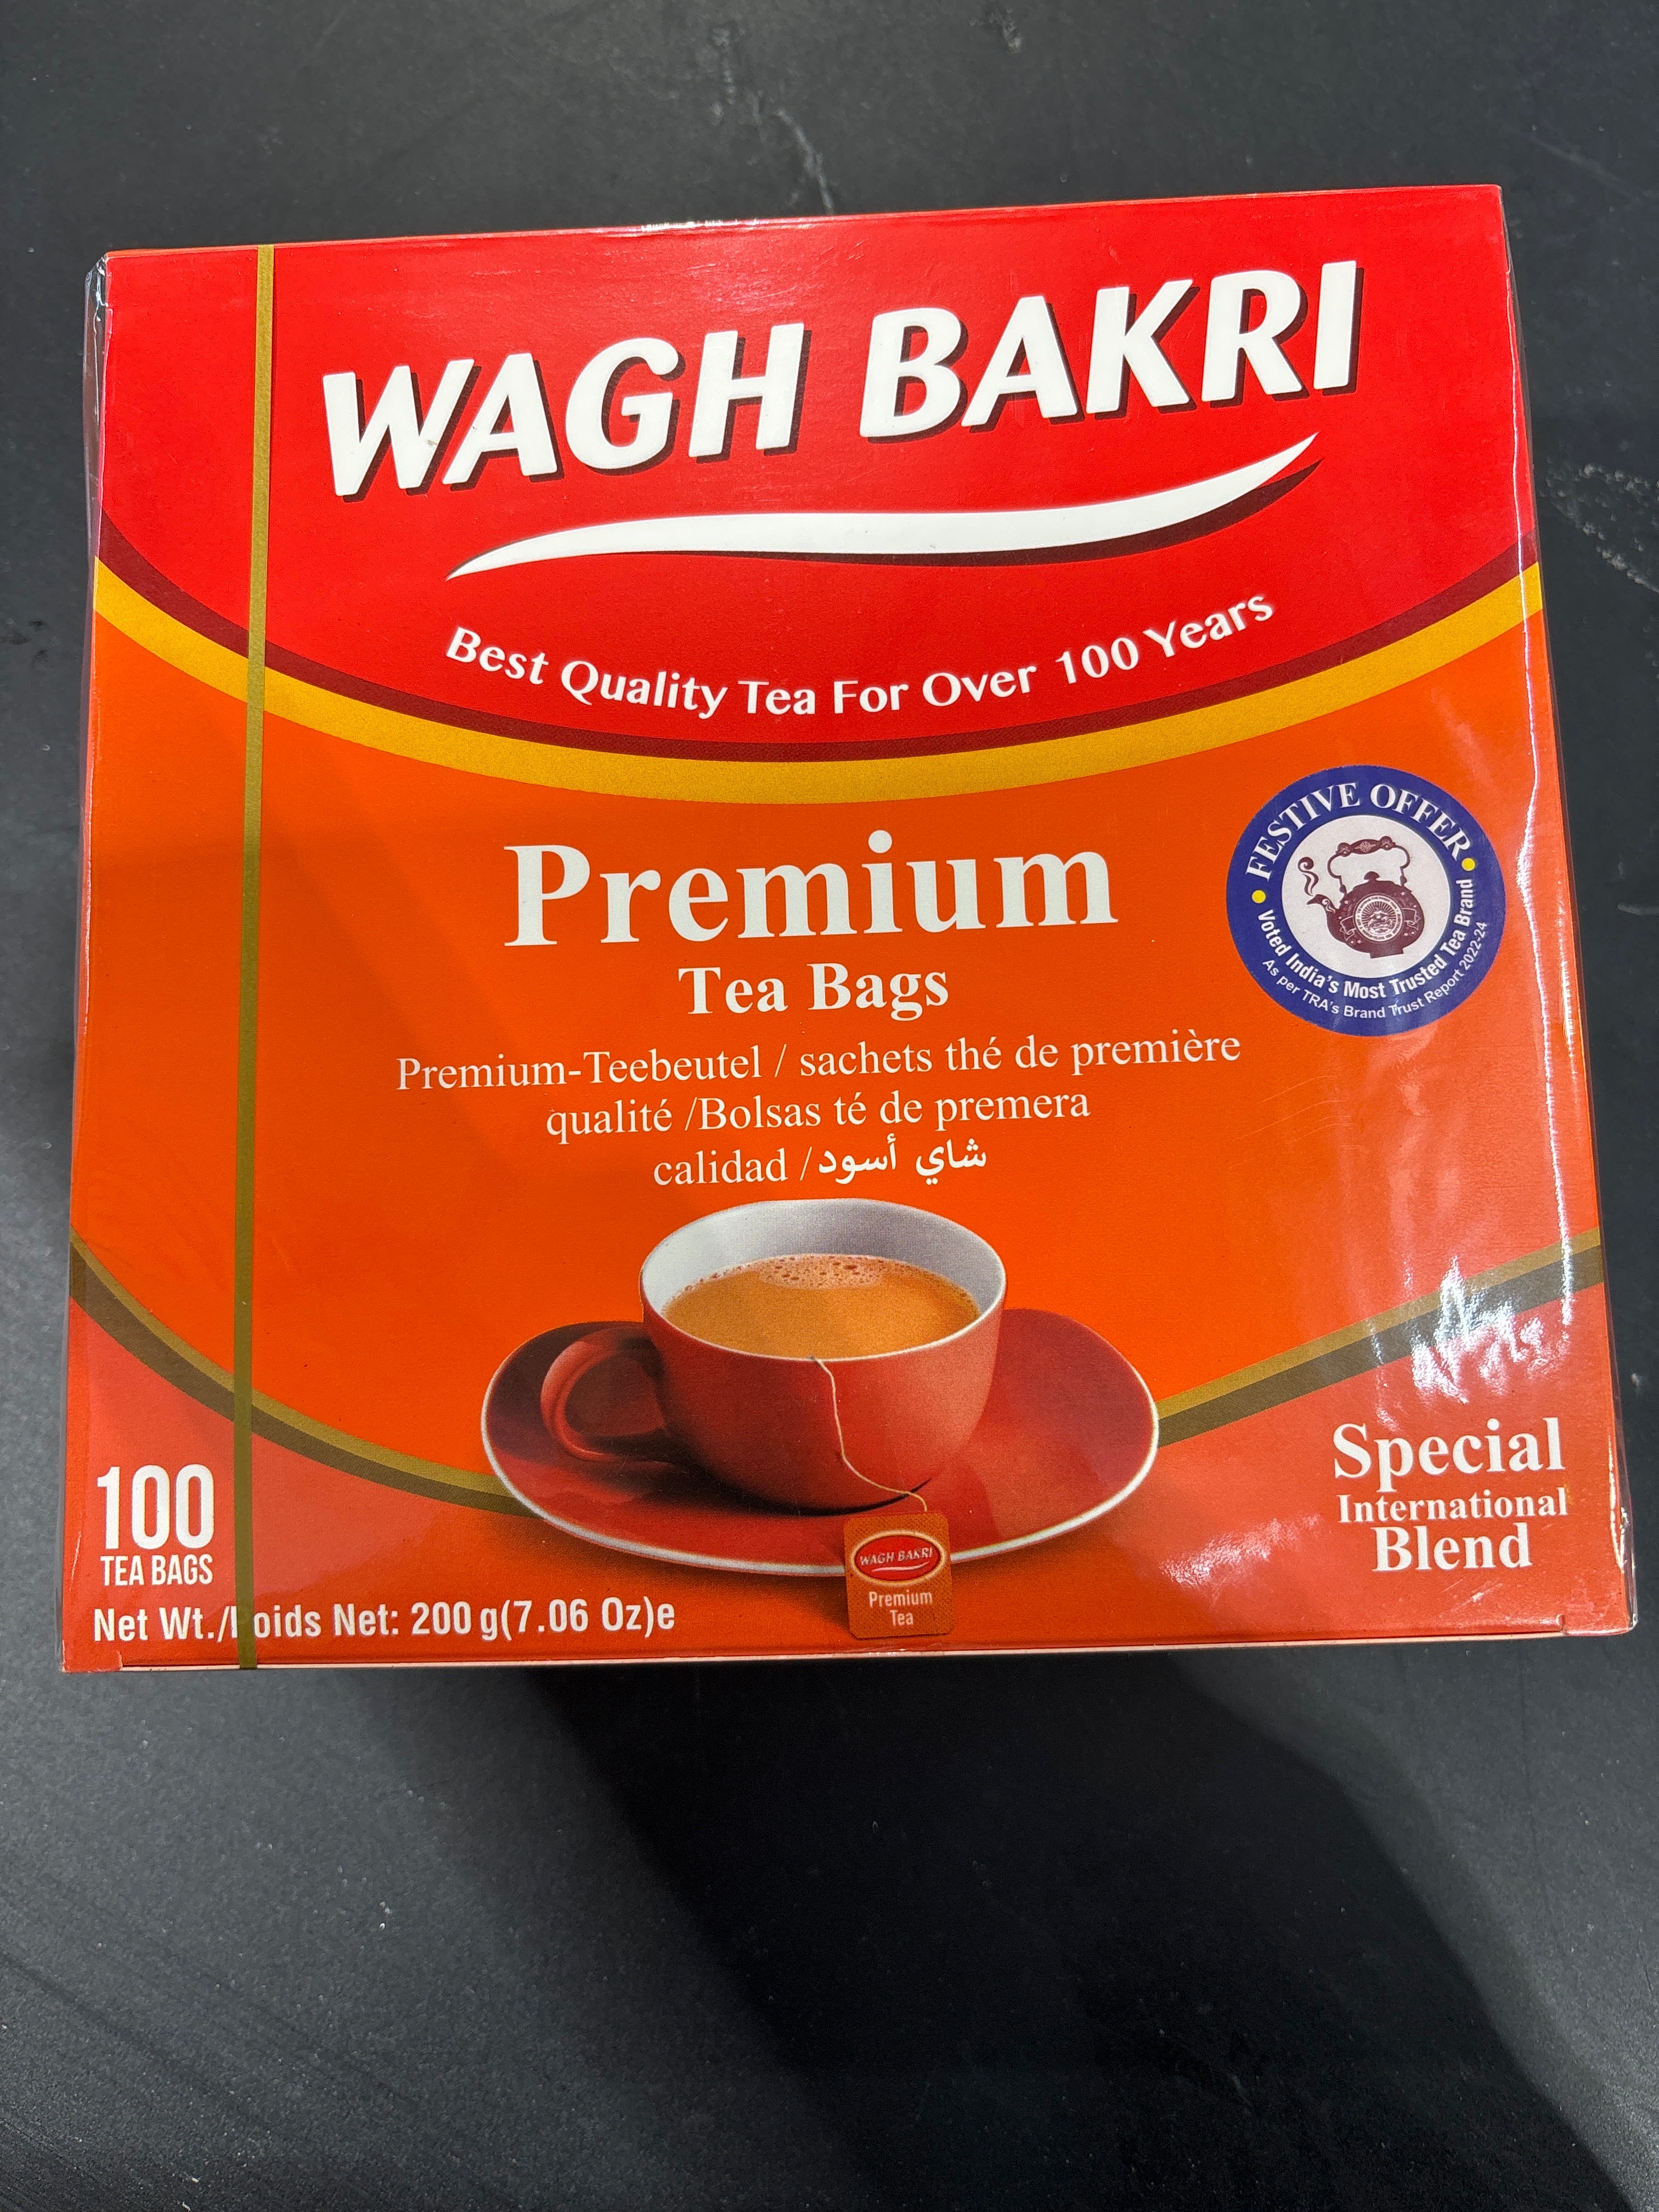 WAGH BAKRI
Best Quality Tea For Over 100 Years
FESTIVE OFFER
Voted India's Most Trusted Tea Brand
As per TRA's Brand Trust Report 2022-24
Premium
Tea Bags
Premium-Teebeutel / sachets thé de première
qualité /Bolsas té de premera
calidad / شاي أسود
100
TEA BAGS
Net Wt./Poids Net: 200 g(7.06 Oz)e
WAGH BAKRI
Premium
Tea
Special
International
Blend